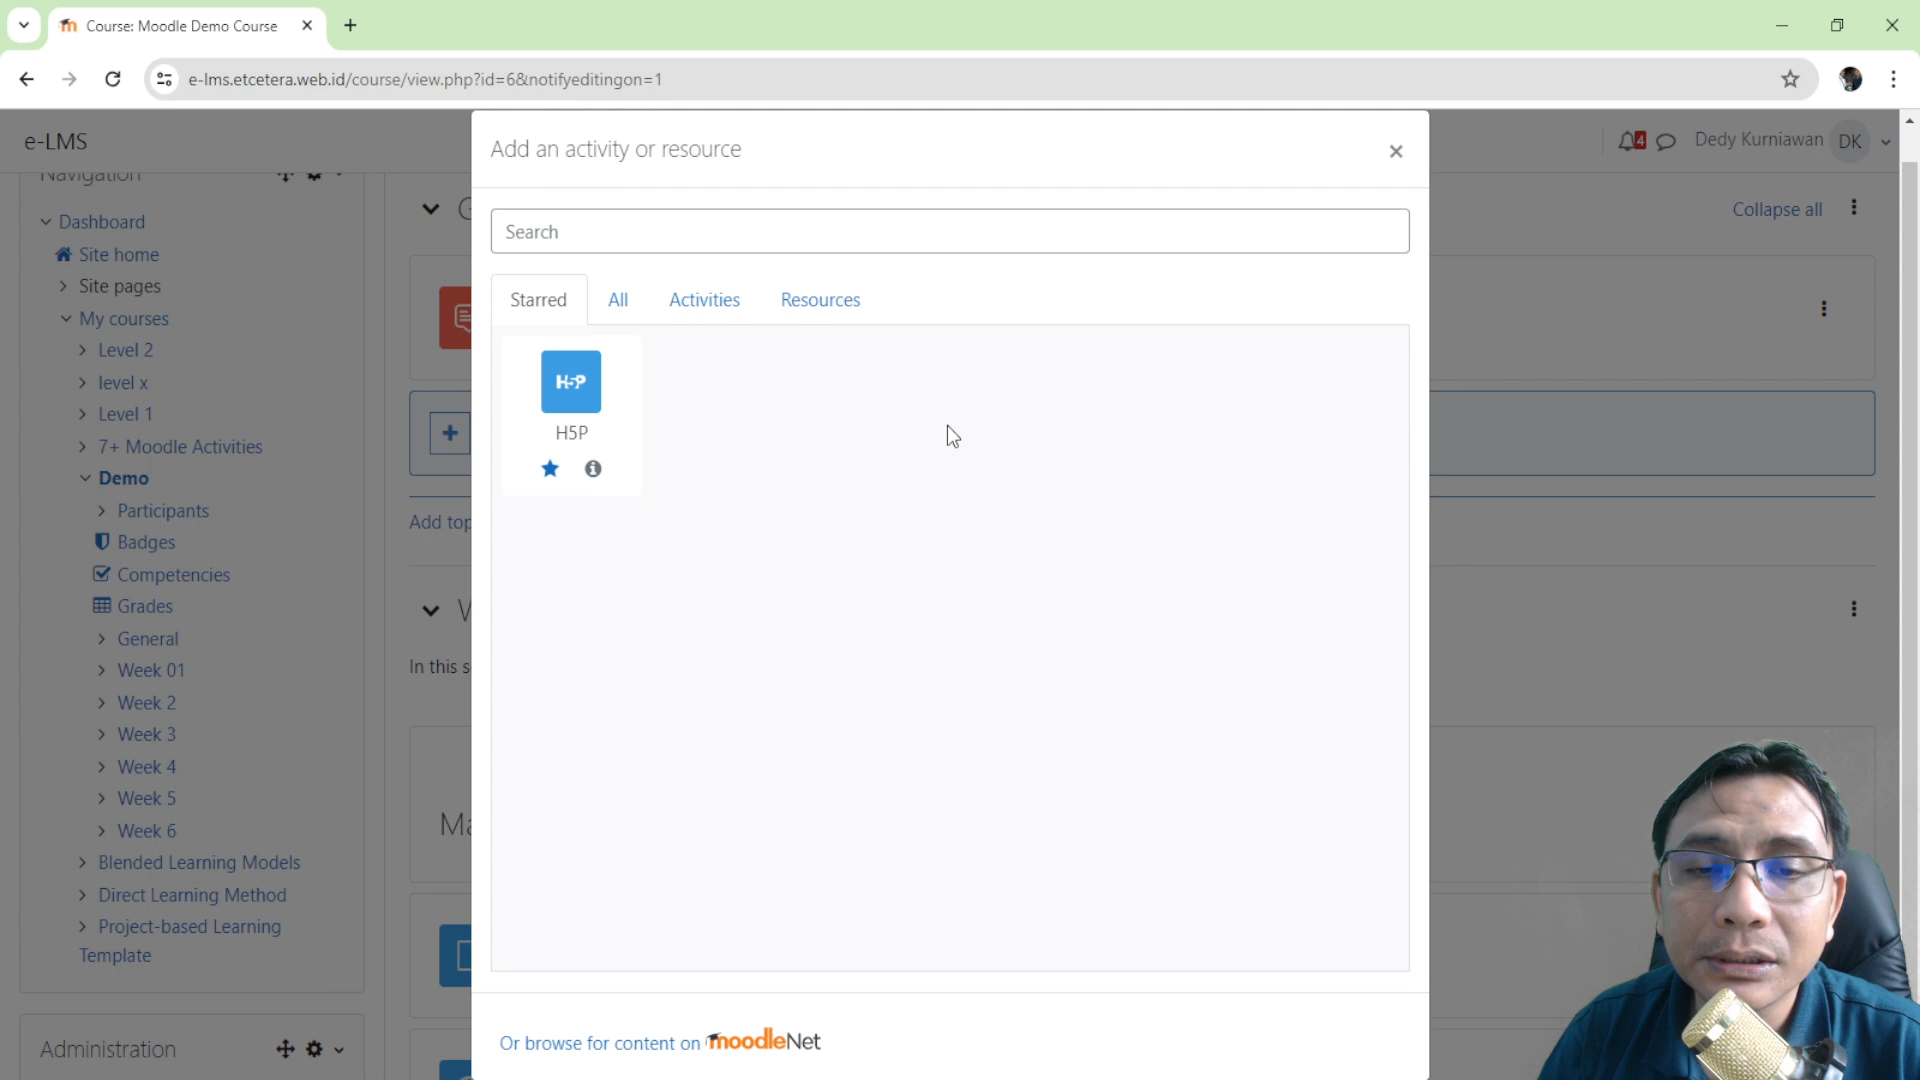 Course: Moodle Demo Course
e-lms.etcetera.web.id/course/view.php?id=6&notifyeditingon=1
e-LMS
4
Dedy Kurniawan DK
Navigation
Dashboard
Site home
Site pages
My courses
Level 2
level x
Level 1
7+ Moodle Activities
Demo
Participants
Badges
Competencies
Grades
General
Week 01
Week 2
Week 3
Week 4
Week 5
Week 6
Blended Learning Models
Direct Learning Method
Project-based Learning
Template
Administration
Collapse all
Add top
In this s
Ma
Add an activity or resource
Search
Starred
All
Activities
Resources
H5P
H5P
Or browse for content on moodleNet